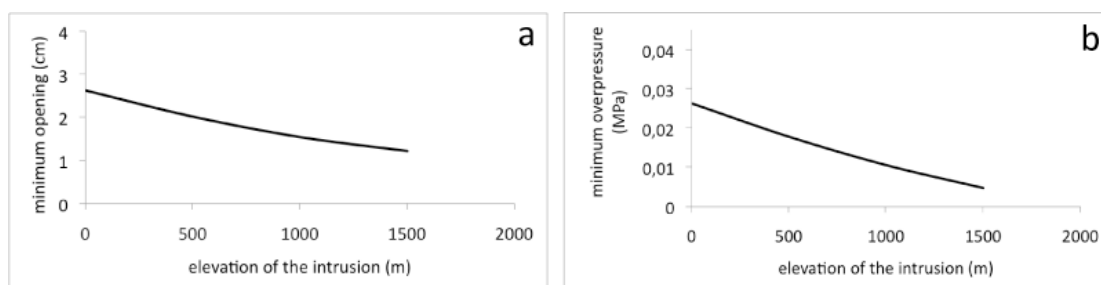 a
minimum opening (cm)
4
3
2
1
0
0 500 1000 1500 2000
elevation of the intrusion (m)
b
minimum overpressure
(MPa)
0,04
0,03
0,02
0,01
0
0 500 1000 1500 2000
elevation of the intrusion (m)